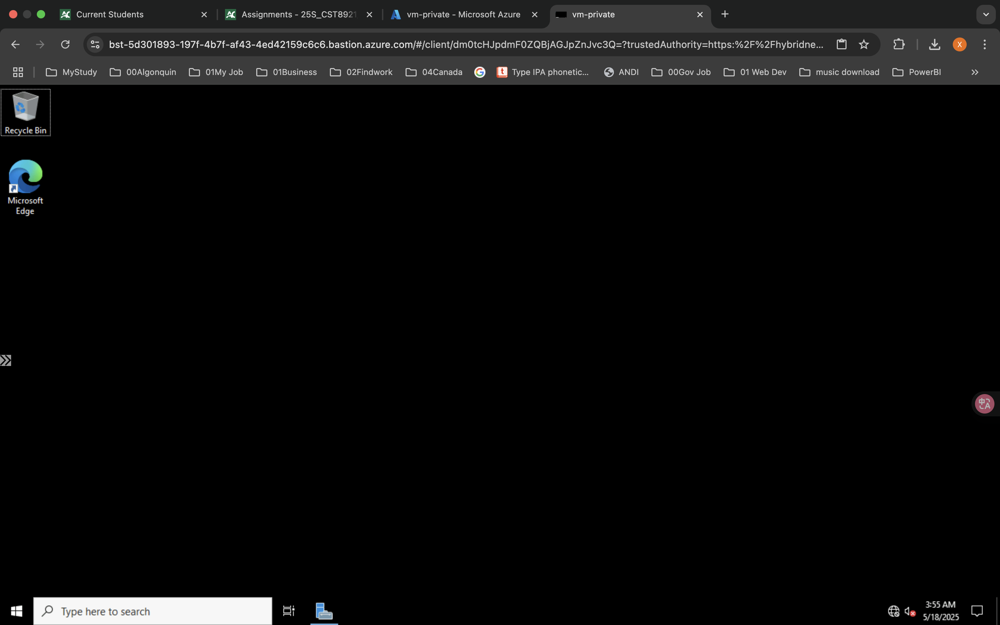 Current Students
Assignments - 25S_CST8921
vm-private - Microsoft Azure
vm-private
bst-5d301893-197f-4b7f-af43-4ed42159c6c6.bastion.azure.com/#/client/dm0tcHJpdmF0ZQBjAGJpZnJvc3Q=?trustedAuthority=https:%2F%2Fhybridne...
X
MyStudy
00Algonquin
01My Job
01Business
02Findwork
04Canada
Type IPA phonetic...
ANDI
00Gov Job
01 Web Dev
music download
PowerBI
Recycle Bin
Microsoft
Edge
中
A
Type here to search
3:55 AM
5/18/2025